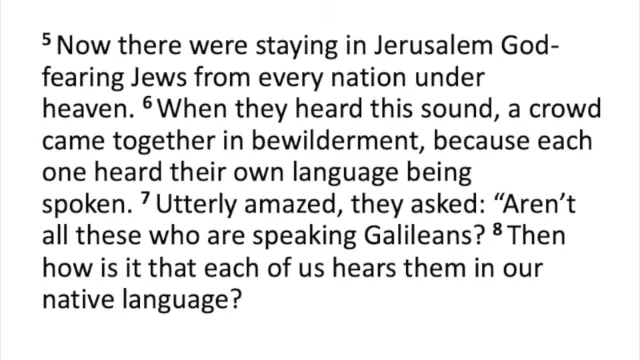 ⁵ Now there were staying in Jerusalem God-
fearing Jews from every nation under
heaven. ⁶ When they heard this sound, a crowd
came together in bewilderment, because each
one heard their own language being
spoken. ⁷ Utterly amazed, they asked: “Aren’t
all these who are speaking Galileans? ⁸ Then
how is it that each of us hears them in our
native language?